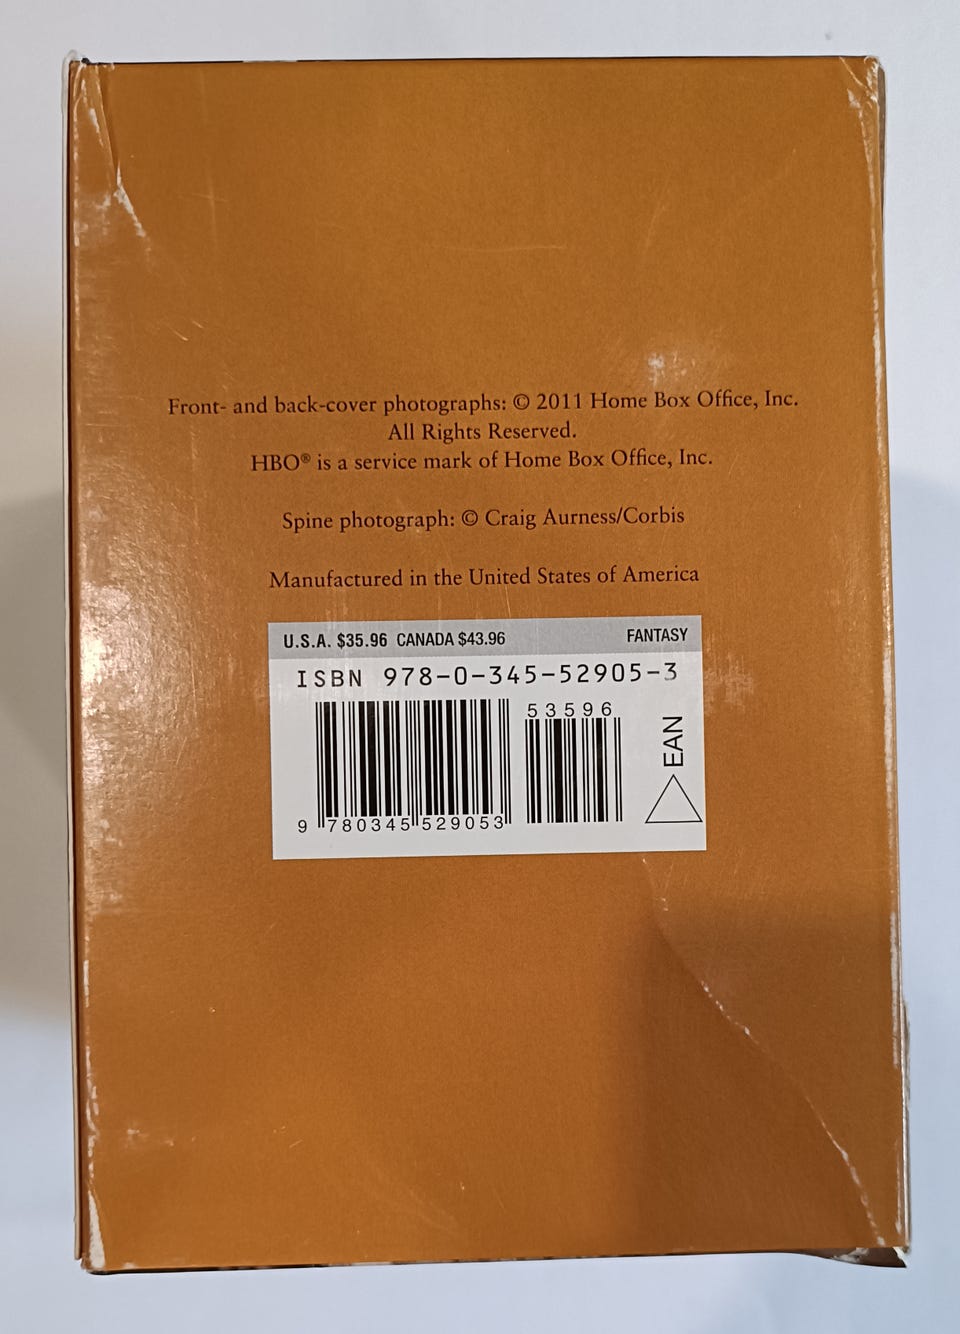 Front- and back-cover photographs: © 2011 Home Box Office, Inc.
All Rights Reserved.
HBO® is a service mark of Home Box Office, Inc.
Spine photograph: © Craig Aurness/Corbis
Manufactured in the United States of America
U.S.A. $35.96 CANADA $43.96 FANTASY
ISBN 978-0-345-52905-3
53596
EAN
9 780345 529053